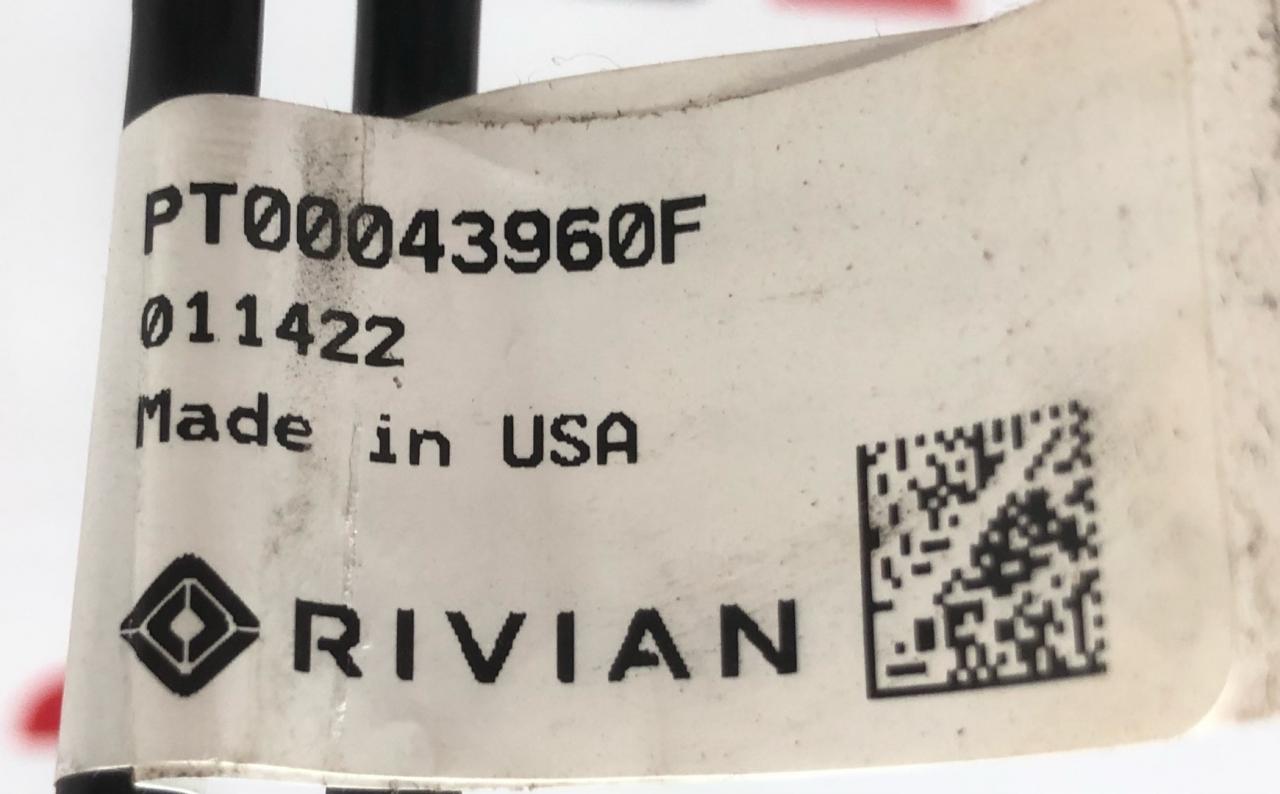 PT00043960F
011422
Made in USA
RIVIAN